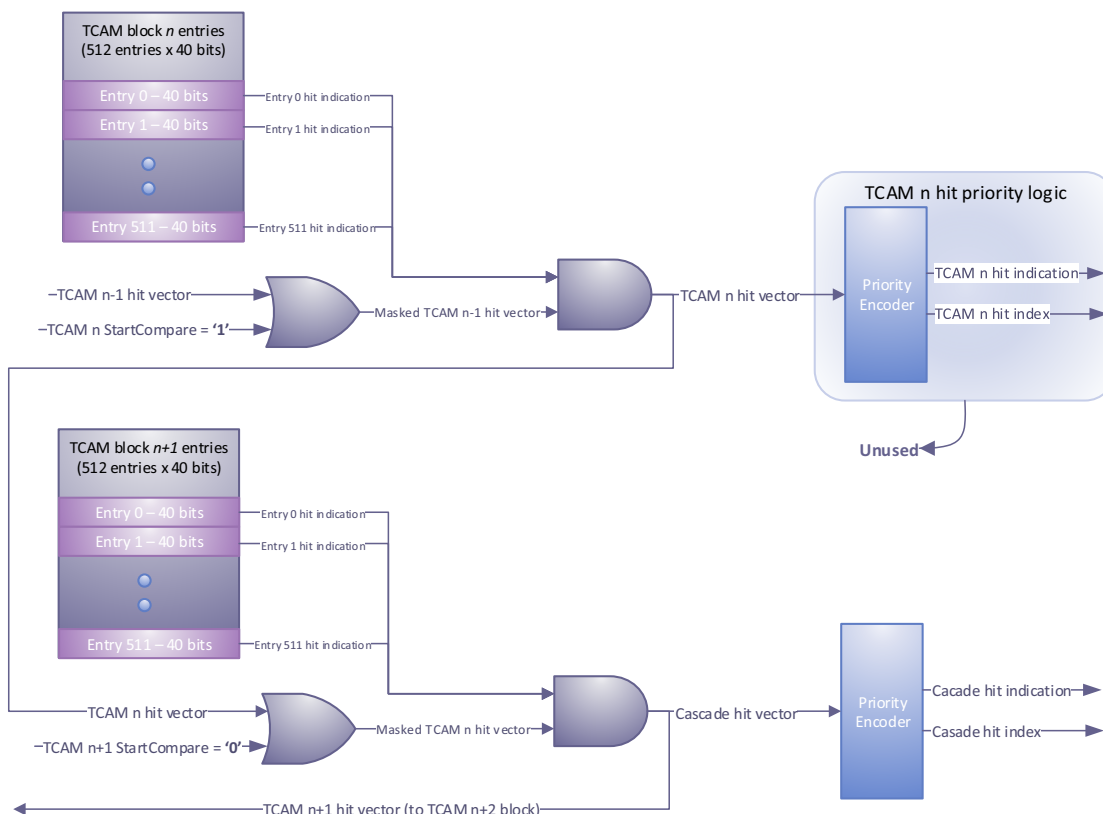 TCAM block n entries
(512 entries x 40 bits)
Entry 0 – 40 bits
Entry 0 hit indication
Entry 1 – 40 bits
Entry 1 hit indication
Entry 511 – 40 bits
Entry 511 hit indication
TCAM n hit priority logic
TCAM n-1 hit vector
TCAM n StartCompare = ‘1’
Masked TCAM n-1 hit vector
TCAM n hit vector
Priority
Encoder
TCAM n hit indication
TCAM n hit index
Unused
TCAM block n+1 entries
(512 entries x 40 bits)
Entry 0 – 40 bits
Entry 0 hit indication
Entry 1 – 40 bits
Entry 1 hit indication
Entry 511 – 40 bits
Entry 511 hit indication
TCAM n hit vector
TCAM n+1 StartCompare = ‘0’
Masked TCAM n hit vector
Cascade hit vector
Priority
Encoder
Cacade hit indication
Casade hit index
TCAM n+1 hit vector (to TCAM n+2 block)